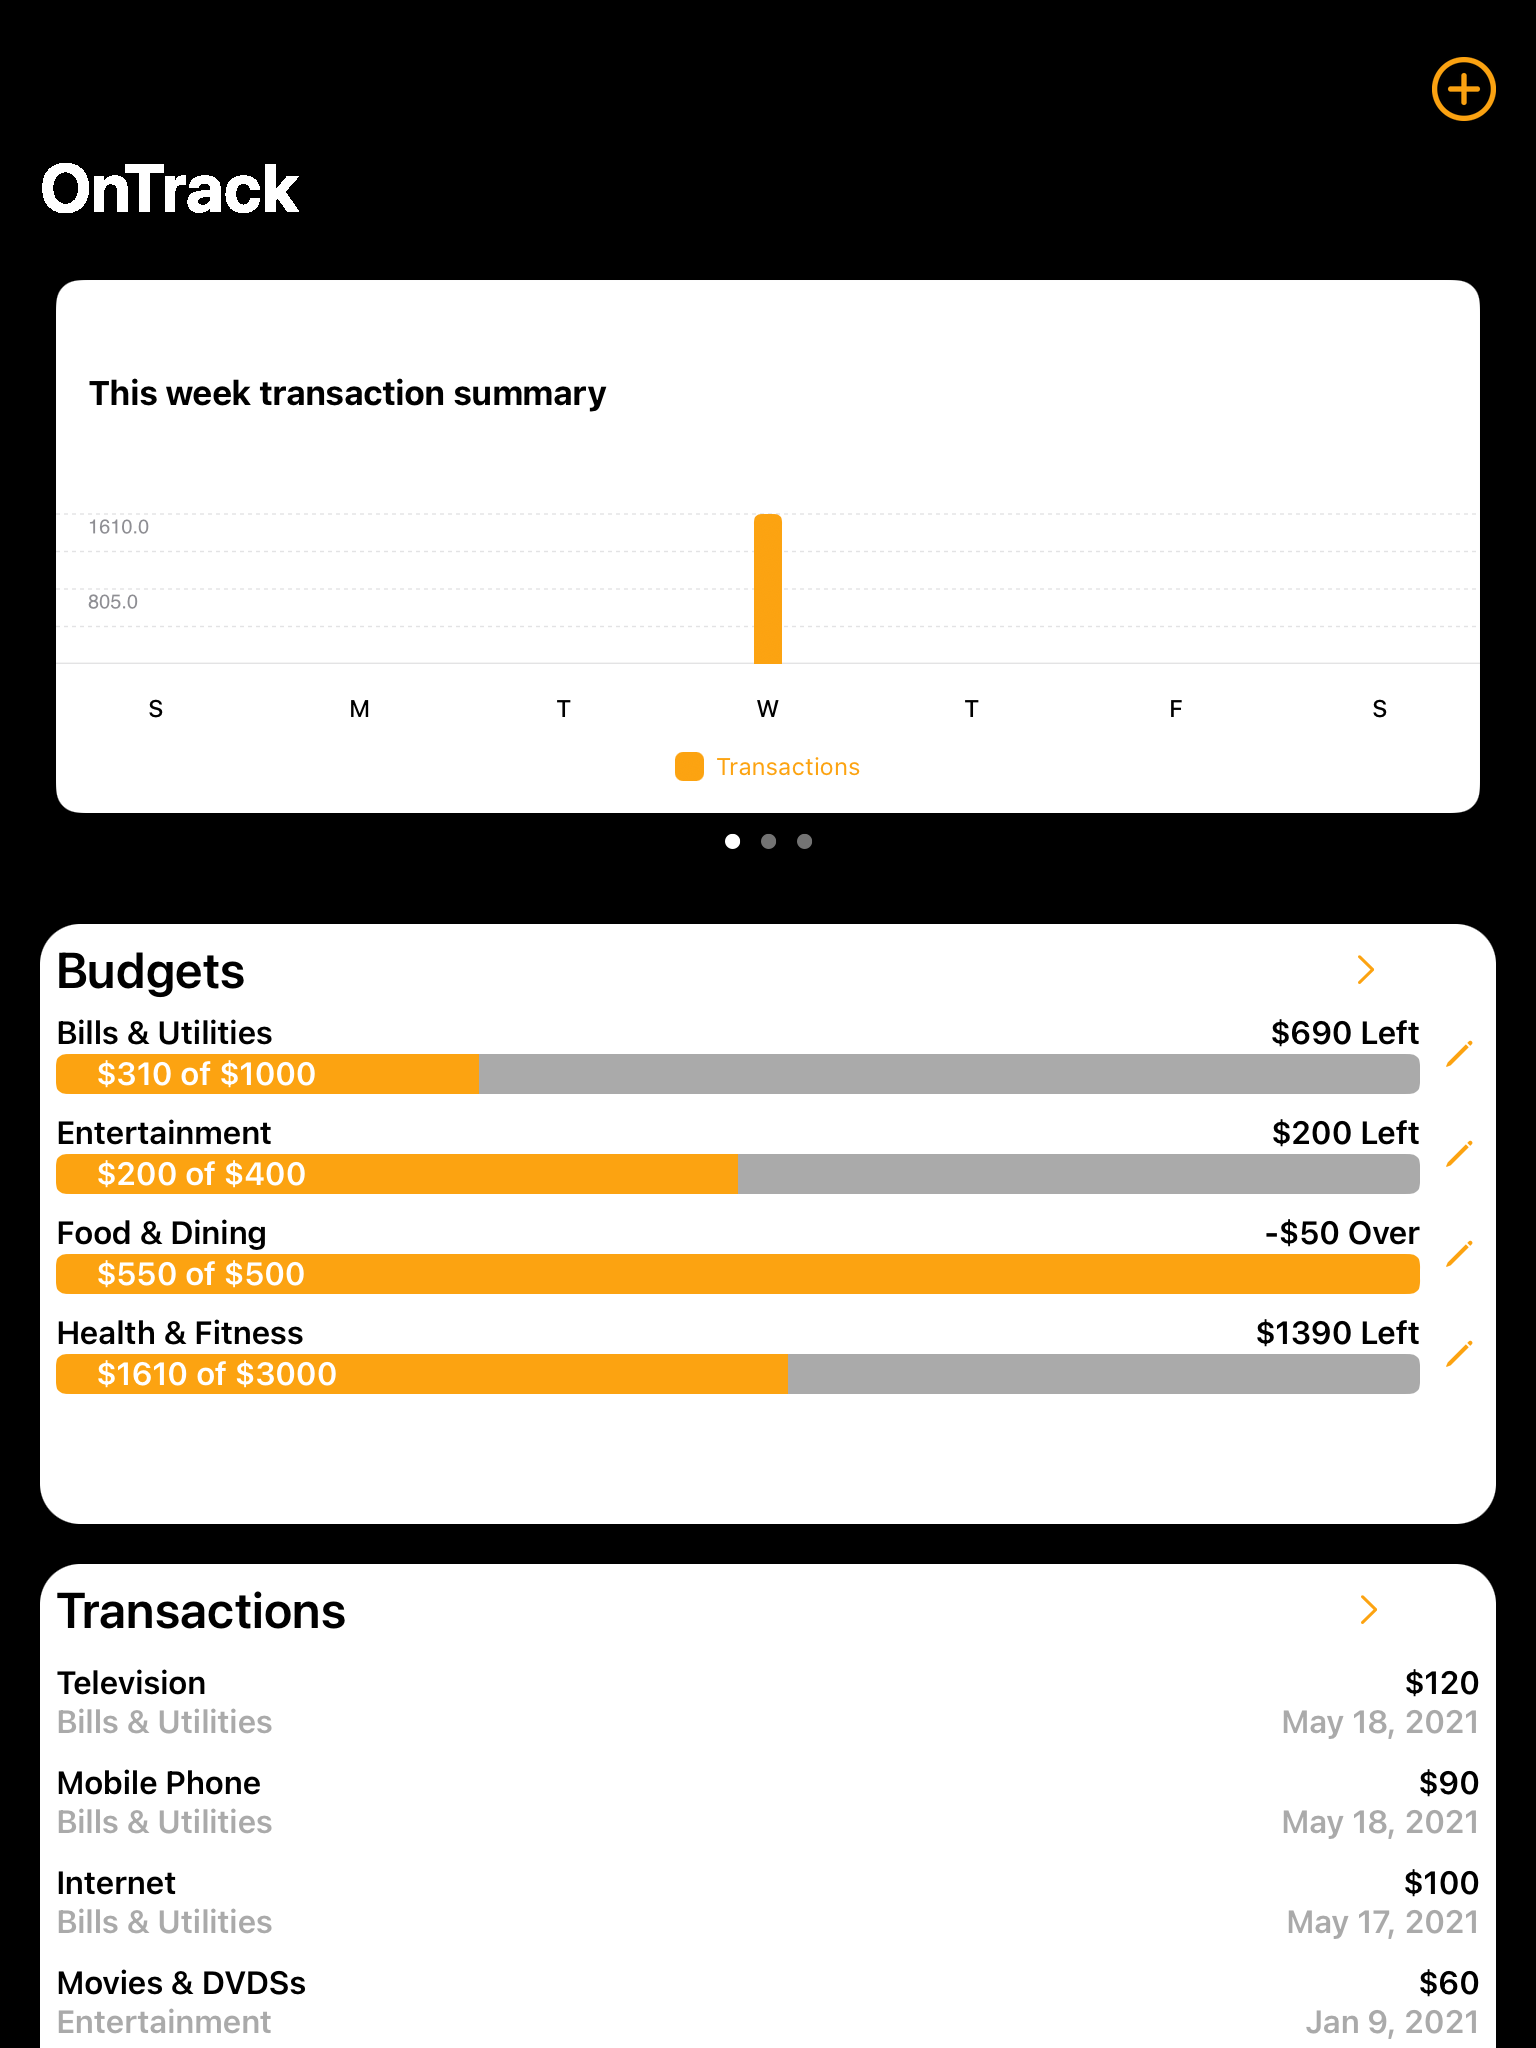 OnTrack
This week transaction summary
1610.0
805.0
S M T W T F S
Transactions
Budgets
Bills & Utilities $690 Left
$310 of $1000
Entertainment $200 Left
$200 of $400
Food & Dining -$50 Over
$550 of $500
Health & Fitness $1390 Left
$1610 of $3000
Transactions
Television $120
Bills & Utilities May 18, 2021
Mobile Phone $90
Bills & Utilities May 18, 2021
Internet $100
Bills & Utilities May 17, 2021
Movies & DVDSs $60
Entertainment Jan 9, 2021